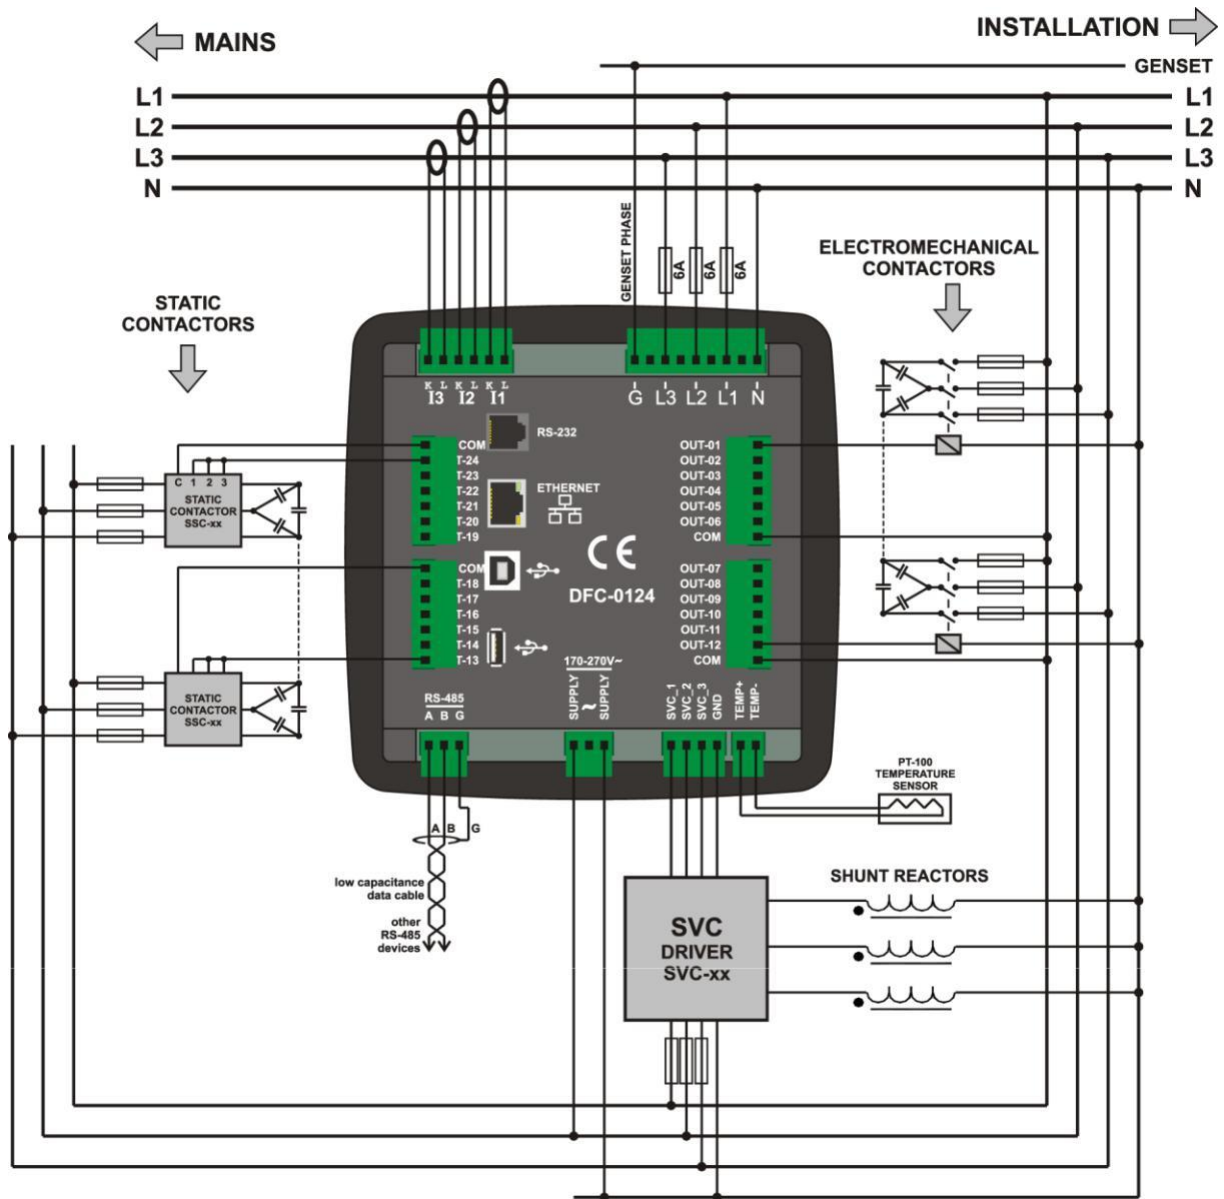 MAINS
INSTALLATION
GENSET
L1
L1
L2
L2
L3
L3
N
N
GENSET PHASE
6A
6A
6A
ELECTROMECHANICAL
CONTACTORS
STATIC
CONTACTORS
K L K L K L
I3 I2 I1
G L3 L2 L1 N
RS-232
COM
T-24
T-23
T-22
T-21
T-20
T-19
OUT-01
OUT-02
OUT-03
OUT-04
OUT-05
OUT-06
COM
C 1 2 3
STATIC
CONTACTOR
SSC-xx
ETHERNET
CE
DFC-0124
COM
T-18
T-17
T-16
T-15
T-14
T-13
OUT-07
OUT-08
OUT-09
OUT-10
OUT-11
OUT-12
COM
STATIC
CONTACTOR
SSC-xx
170-270V~
SUPPLY
~
SUPPLY
RS-485
A B G
SVC_1
SVC_2
SVC_3
GND
TEMP+
TEMP-
PT-100
TEMPERATURE
SENSOR
A B G
low capacitance
data cable
other
RS-485
devices
SHUNT REACTORS
SVC
DRIVER
SVC-xx